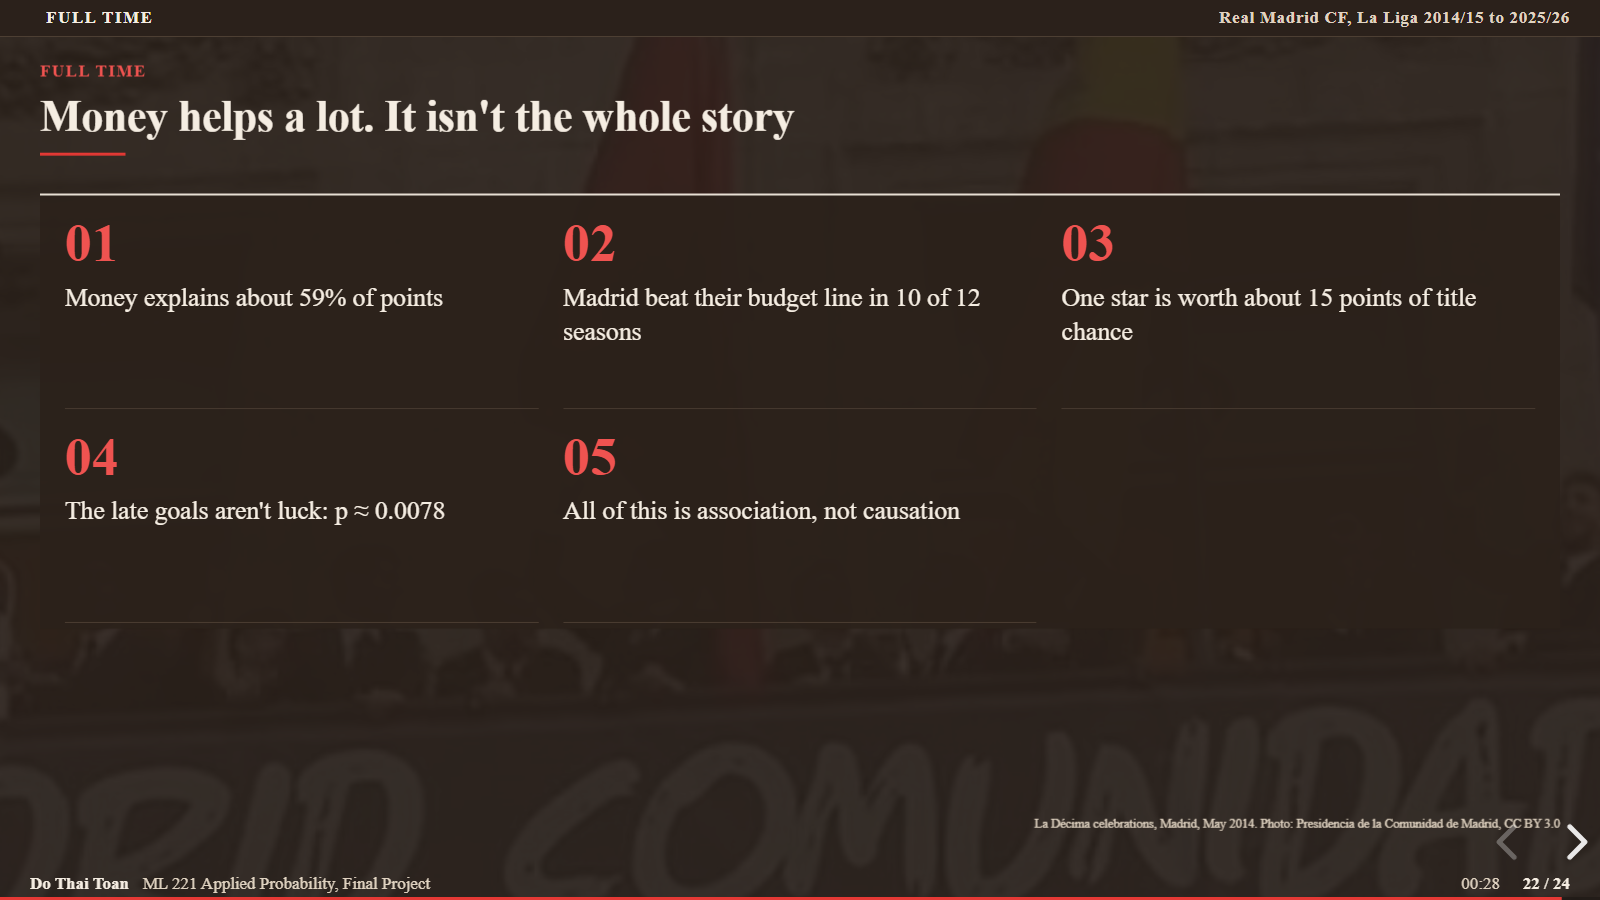 FULL TIME
Real Madrid CF, La Liga 2014/15 to 2025/26
FULL TIME
Money helps a lot. It isn't the whole story
01
Money explains about 59% of points
02
Madrid beat their budget line in 10 of 12
seasons
03
One star is worth about 15 points of title
chance
04
The late goals aren't luck: p ≈ 0.0078
05
All of this is association, not causation
DRID COMUNIDAD
La Décima celebrations, Madrid, May 2014. Photo: Presidencia de la Comunidad de Madrid, CC BY 3.0
Do Thai Toan ML 221 Applied Probability, Final Project
00:28 22 / 24